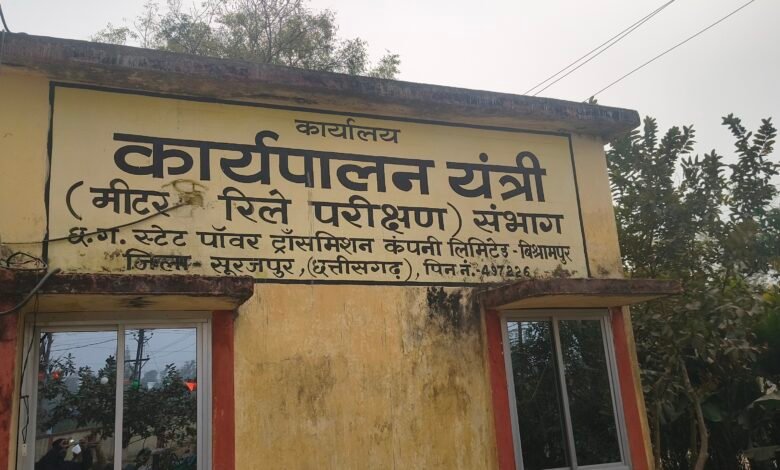 कार्यालय
कार्यपालन यंत्री
(मीटर रिले परीक्षण) संभाग
छ.ग. स्टेट पॉवर ट्राँसमिशन कंपनी लिमिटेड - बिश्रामपुर
जिला- सूरजपुर, (छत्तीसगढ़), पिन नं.-497226